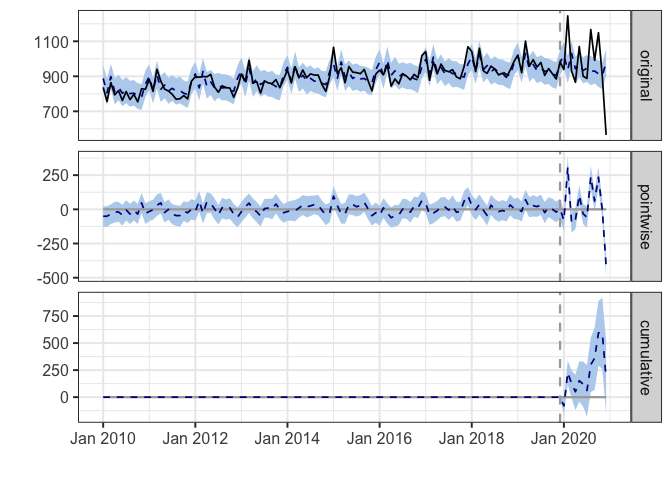 1100
900
700
original
250
0
-250
-500
pointwise
750
500
250
0
cumulative
Jan 2010
Jan 2012
Jan 2014
Jan 2016
Jan 2018
Jan 2020